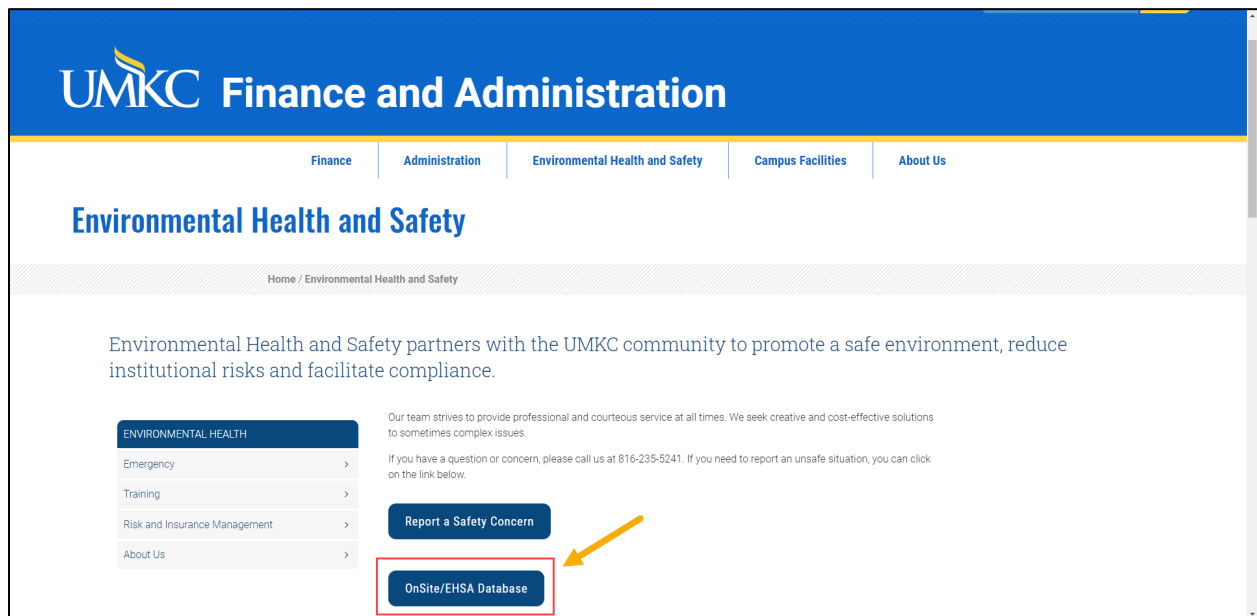 UMKC Finance and Administration
Finance
Administration
Environmental Health and Safety
Campus Facilities
About Us
Environmental Health and Safety
Home / Environmental Health and Safety
Environmental Health and Safety partners with the UMKC community to promote a safe environment, reduce
institutional risks and facilitate compliance.
ENVIRONMENTAL HEALTH
Emergency
Training
Risk and Insurance Management
About Us
Our team strives to provide professional and courteous service at all times. We seek creative and cost-effective solutions
to sometimes complex issues.
If you have a question or concern, please call us at 816-235-5241. If you need to report an unsafe situation, you can click
on the link below.
Report a Safety Concern
OnSite/EHSA Database